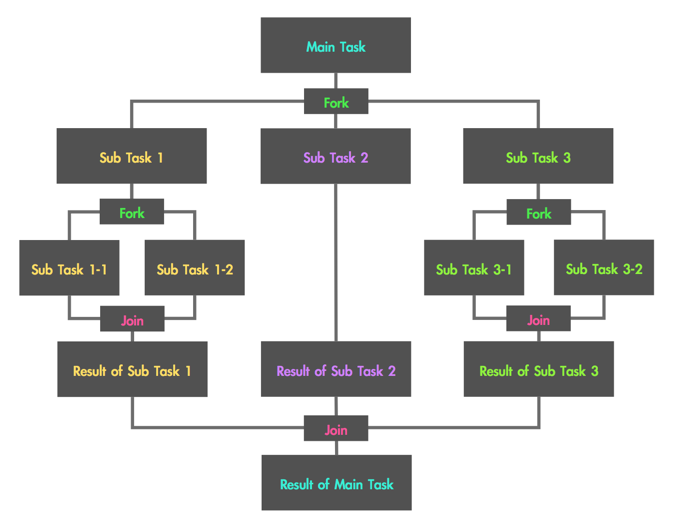 Main Task
Fork
Sub Task 1
Sub Task 2
Sub Task 3
Fork
Fork
Sub Task 1-1
Sub Task 1-2
Sub Task 3-1
Sub Task 3-2
Join
Join
Result of Sub Task 1
Result of Sub Task 2
Result of Sub Task 3
Join
Result of Main Task